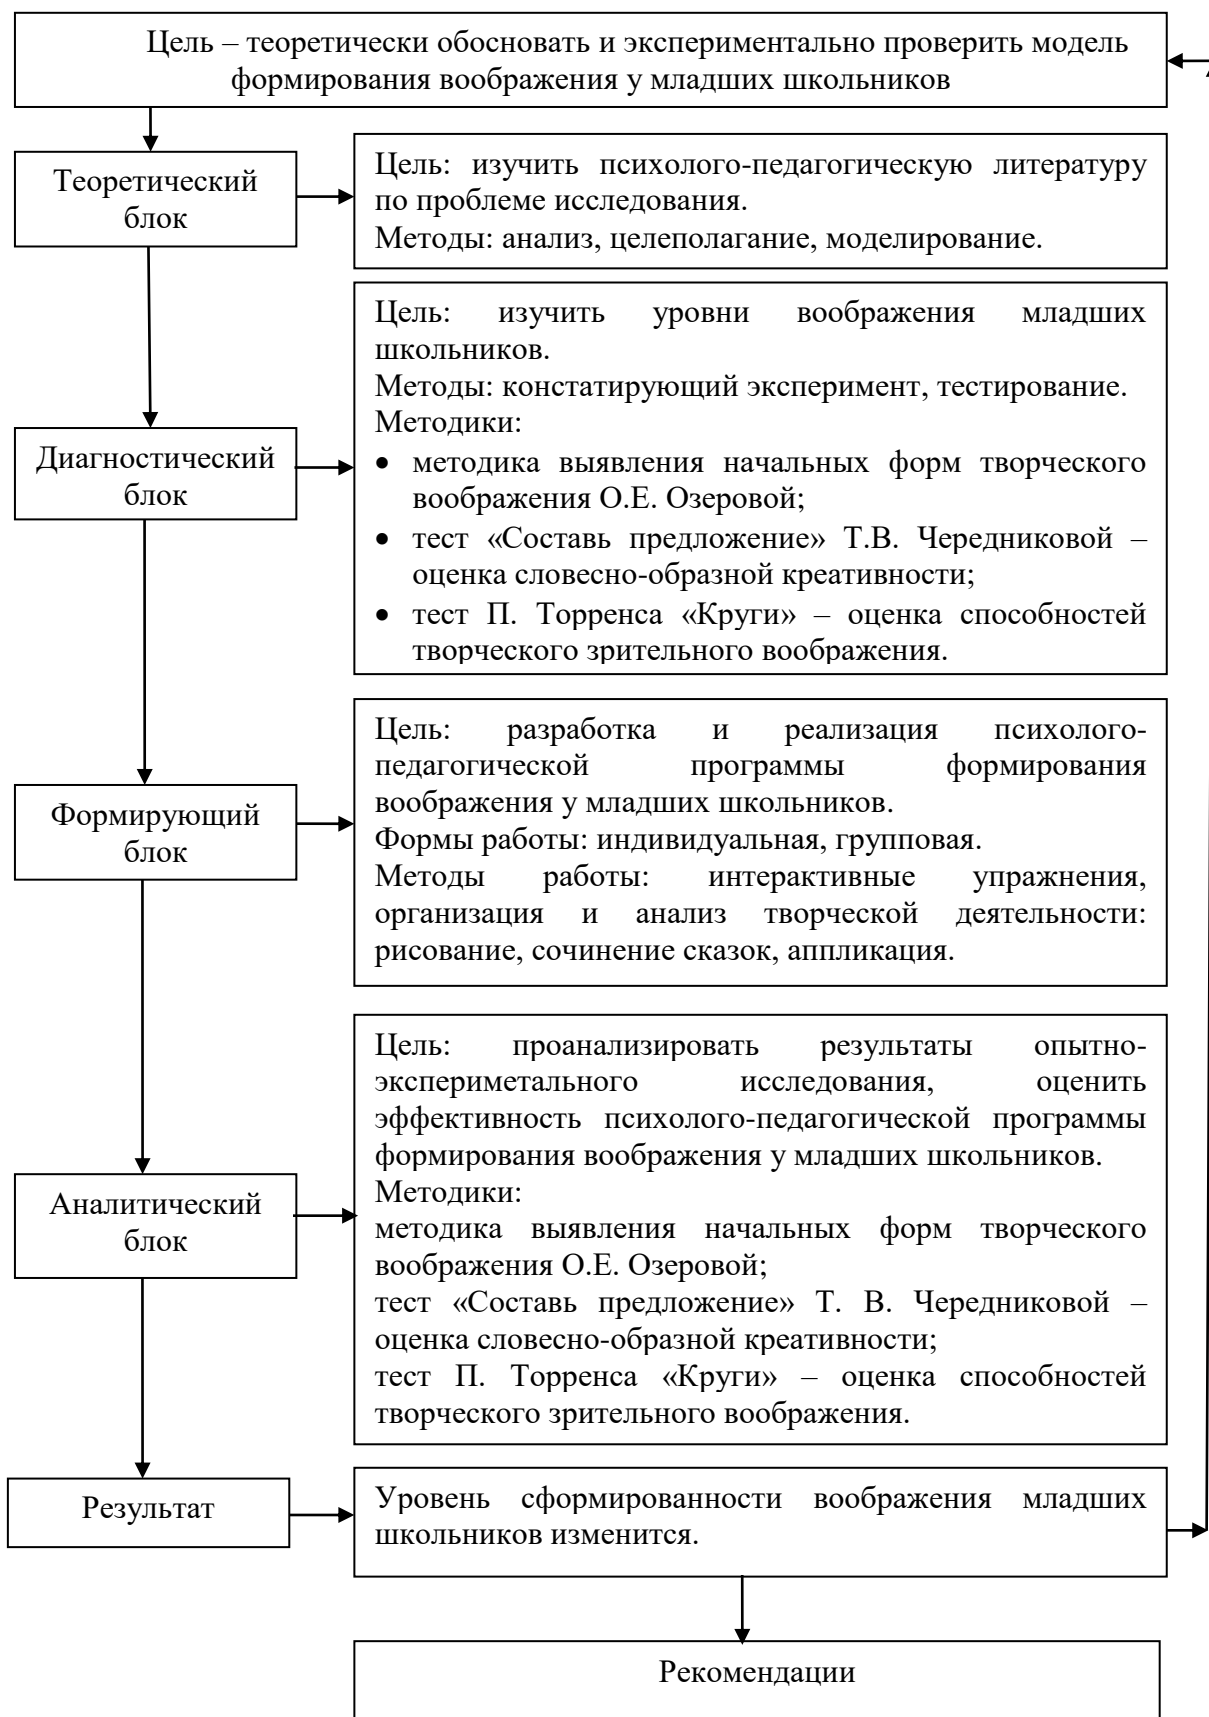 Цель – теоретически обосновать и экспериментально проверить модель
формирования воображения у младших школьников
Теоретический
блок
Цель: изучить психолого-педагогическую литературу
по проблеме исследования.
Методы: анализ, целеполагание, моделирование.
Диагностический
блок
Цель: изучить уровни воображения младших
школьников.
Методы: констатирующий эксперимент, тестирование.
Методики:
• методика выявления начальных форм творческого
воображения О.Е. Озеровой;
• тест «Составь предложение» Т.В. Чередниковой –
оценка словесно-образной креативности;
• тест П. Торренса «Круги» – оценка способностей
творческого зрительного воображения.
Формирующий
блок
Цель: разработка и реализация психолого-
педагогической программы формирования
воображения у младших школьников.
Формы работы: индивидуальная, групповая.
Методы работы: интерактивные упражнения,
организация и анализ творческой деятельности:
рисование, сочинение сказок, аппликация.
Аналитический
блок
Цель: проанализировать результаты опытно-
экспериметального исследования, оценить
эффективность психолого-педагогической программы
формирования воображения у младших школьников.
Методики:
методика выявления начальных форм творческого
воображения О.Е. Озеровой;
тест «Составь предложение» Т. В. Чередниковой –
оценка словесно-образной креативности;
тест П. Торренса «Круги» – оценка способностей
творческого зрительного воображения.
Результат
Уровень сформированности воображения младших
школьников изменится.
Рекомендации